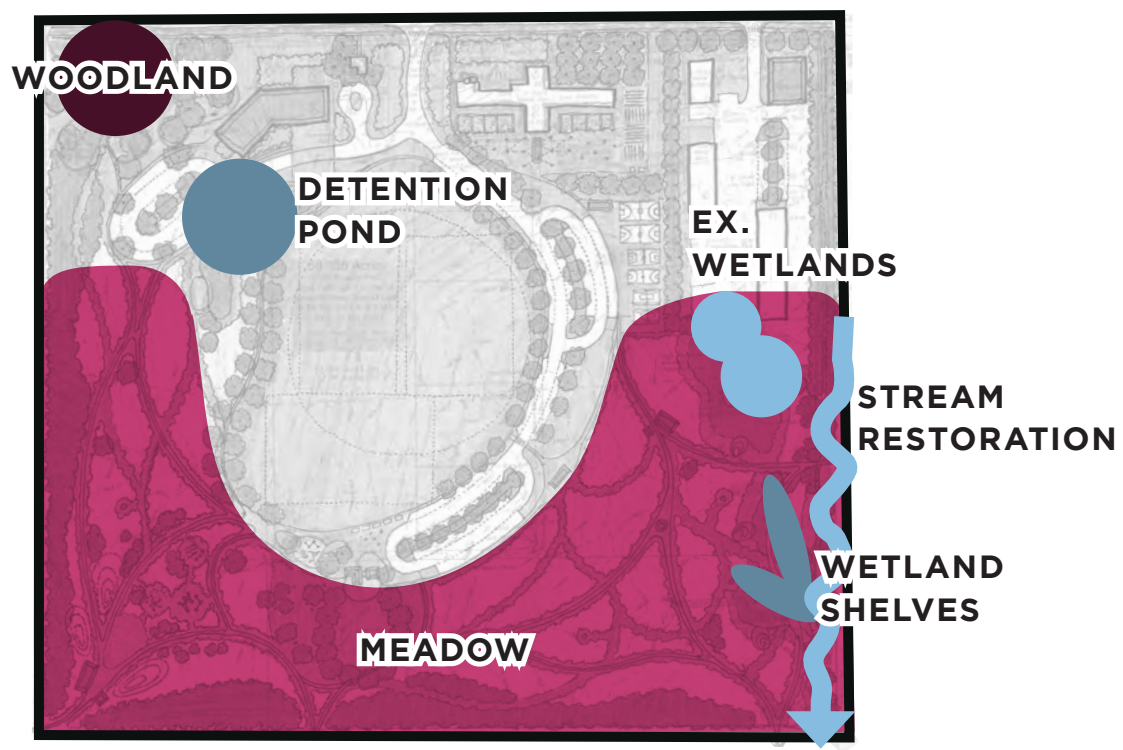 WOODLAND
DETENTION
POND
EX.
WETLANDS
STREAM
RESTORATION
WETLAND
SHELVES
MEADOW